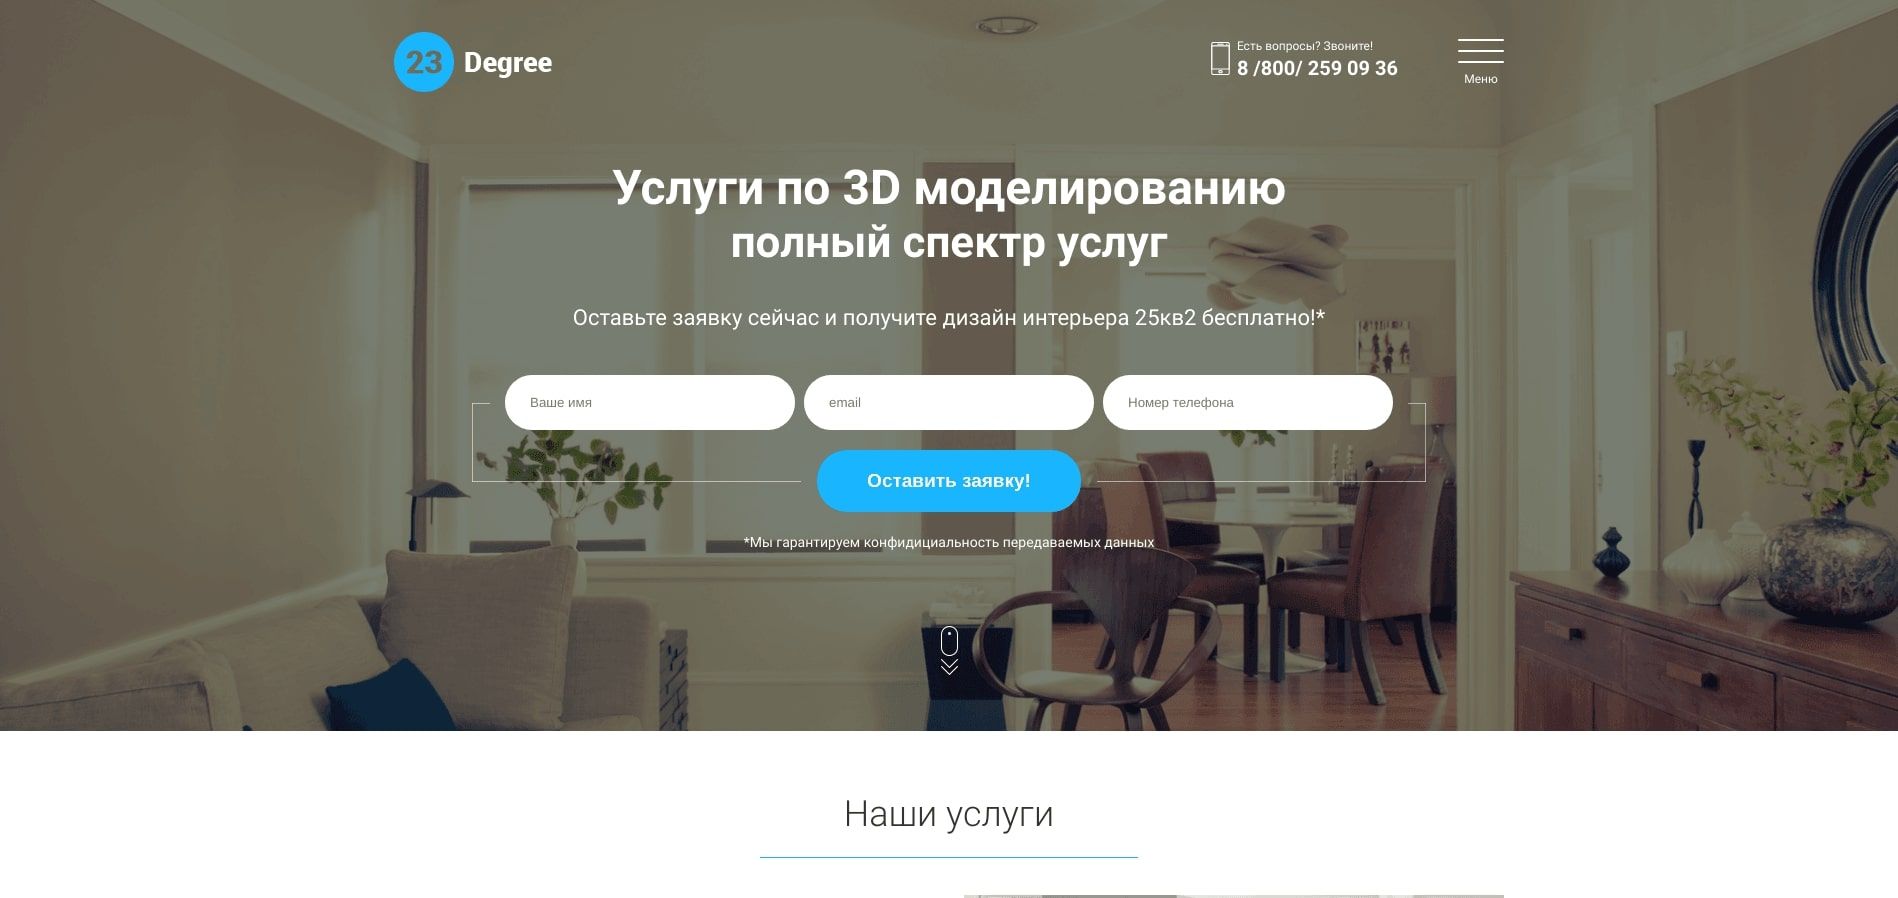 23 Degree
Есть вопросы? Звоните!
8 /800/ 259 09 36
Меню
Услуги по 3D моделированию
полный спектр услуг
Оставьте заявку сейчас и получите дизайн интерьера 25кв2 бесплатно!*
Ваше имя
email
Номер телефона
Оставить заявку!
*Мы гарантируем конфидициальность передаваемых данных
Наши услуги